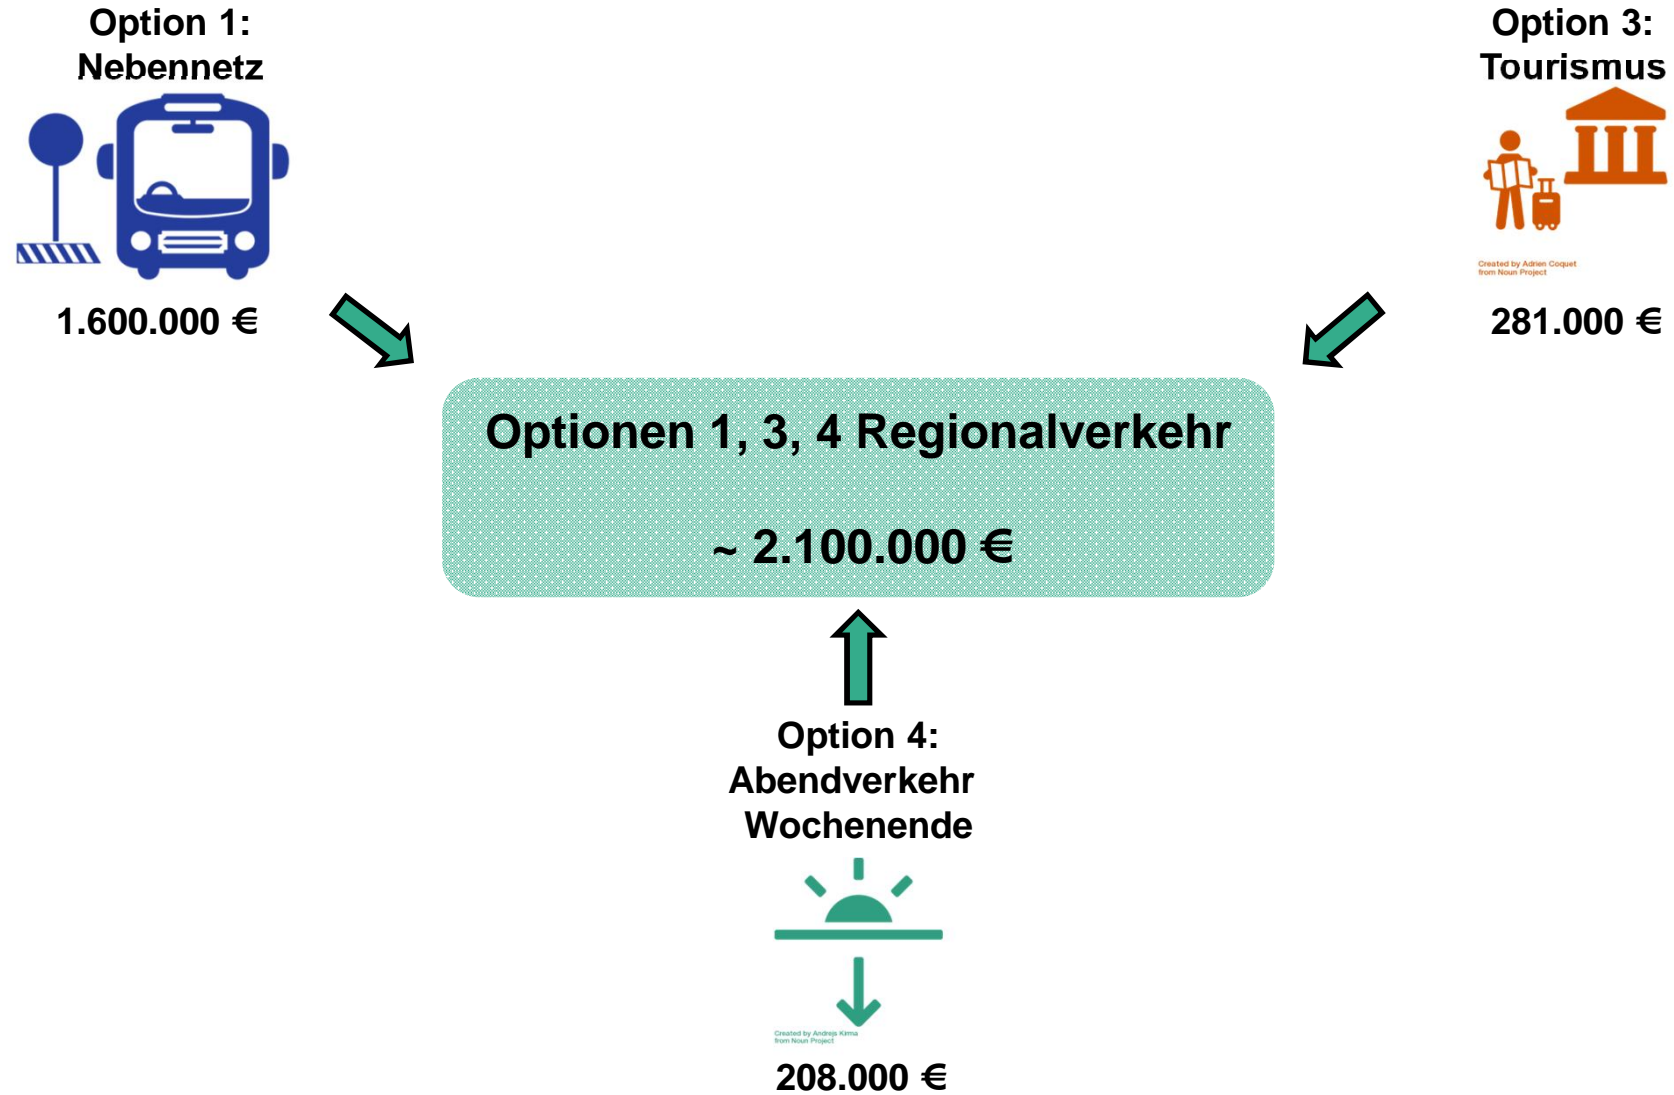 Option 1:
Nebennetz
1.600.000 €
Option 3:
Tourismus
Created by Adrien Coquet
from Noun Project
281.000 €
Optionen 1, 3, 4 Regionalverkehr
~ 2.100.000 €
Option 4:
Abendverkehr
Wochenende
Created by Andrejs Kirma
from Noun Project
208.000 €